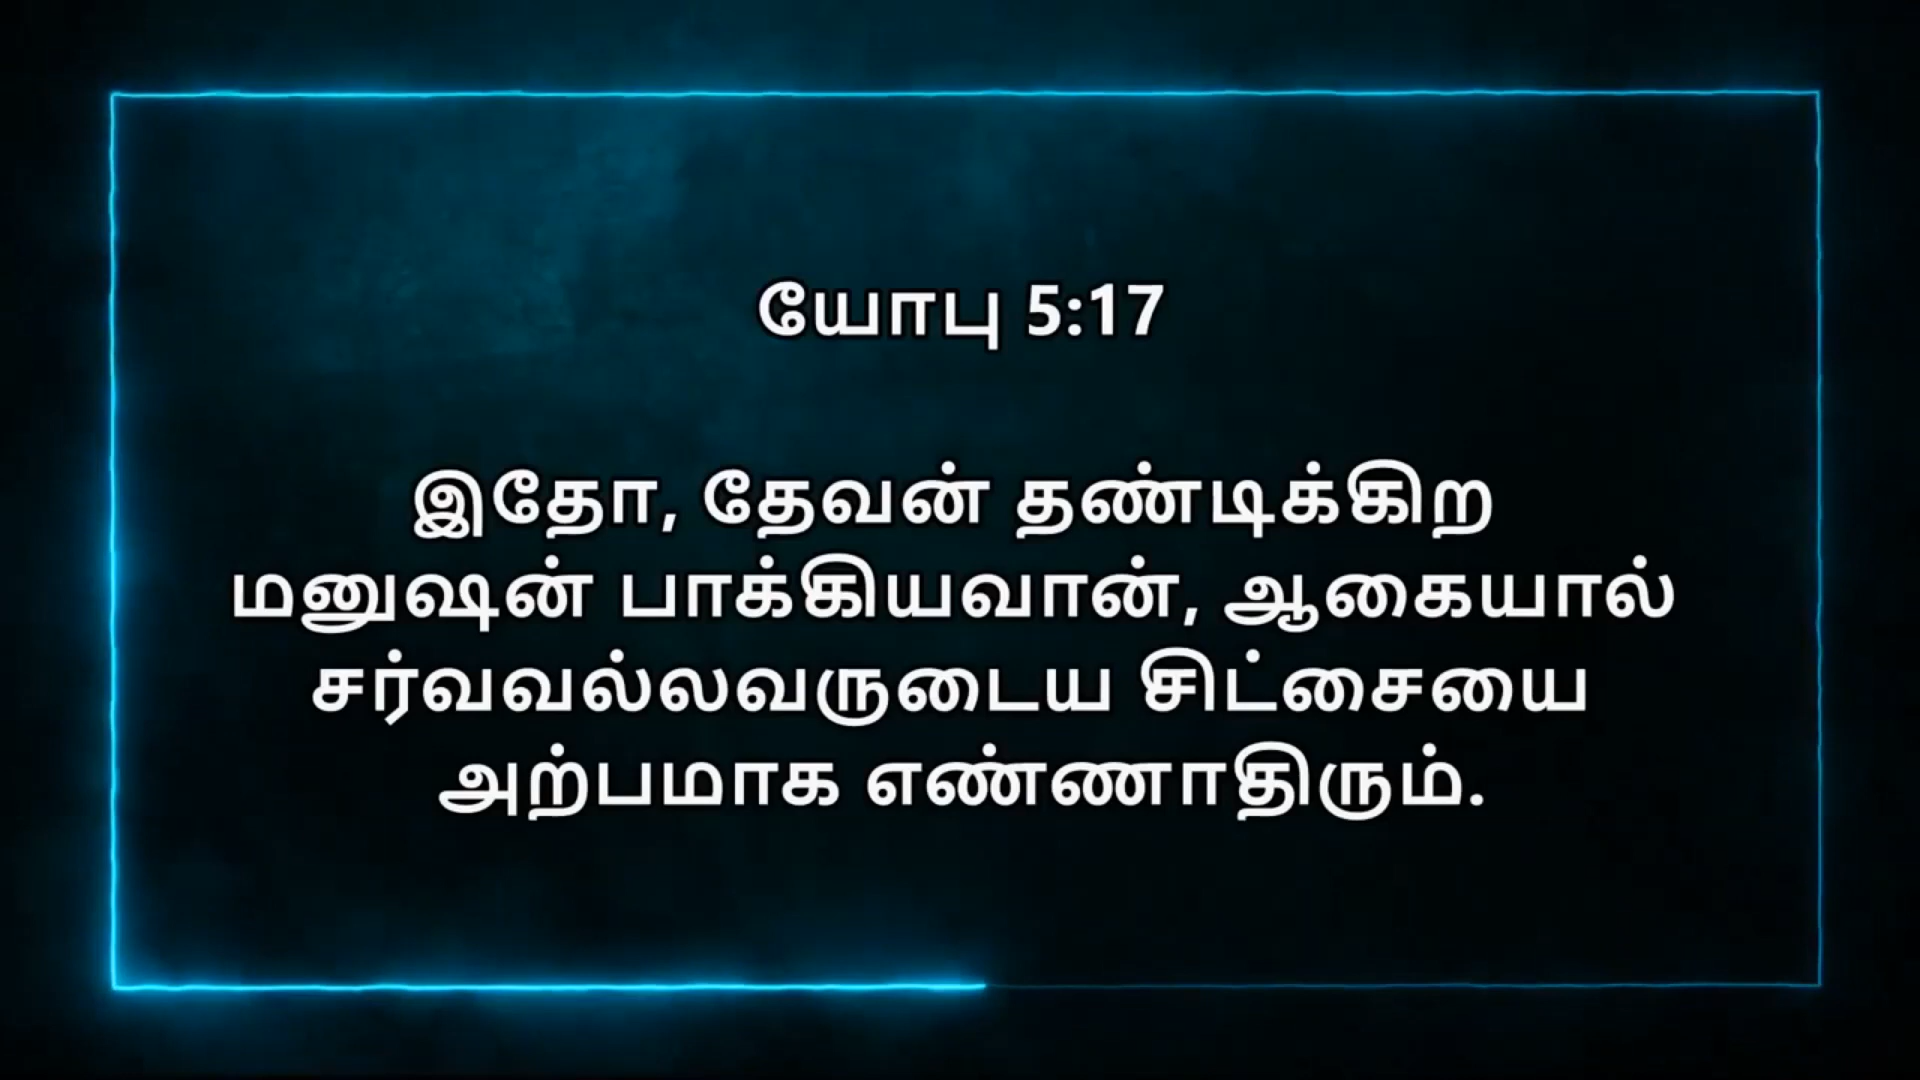 யோபு 5:17
இதோ, தேவன் தண்டிக்கிற
மனுஷன் பாக்கியவான், ஆகையால்
சர்வவல்லவருடைய சிட்சையை
அற்பமாக எண்ணாதிரும்.